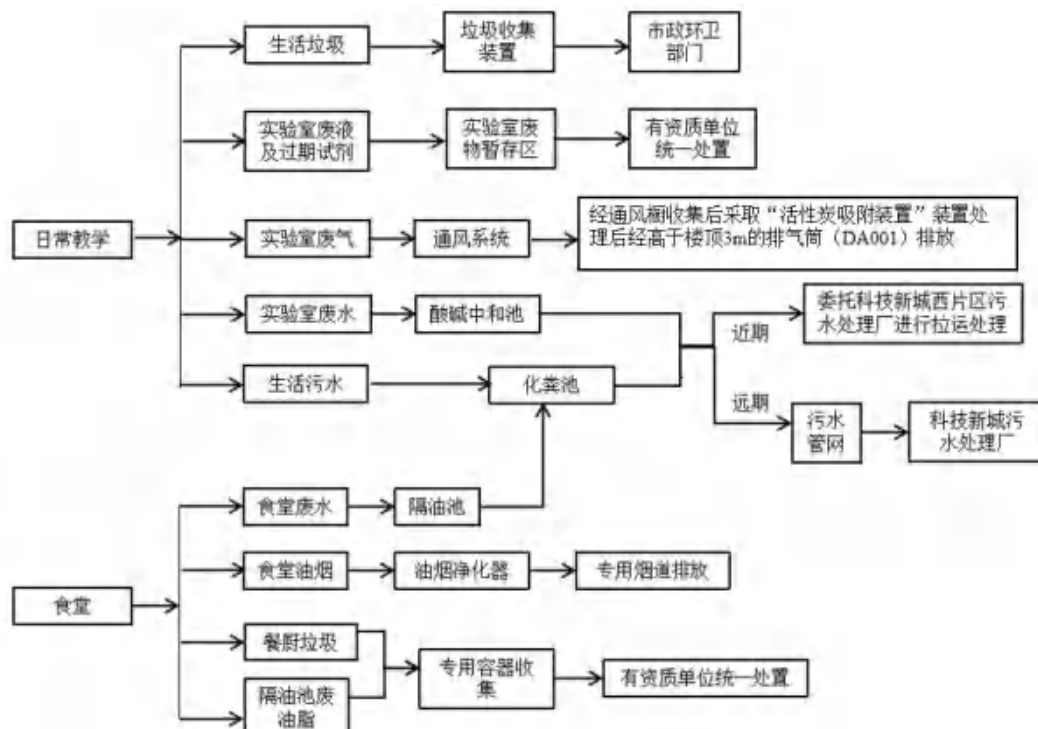 生活垃圾
垃圾收集
装置
市政环卫
部门
实验室废液
及过期试剂
实验室废
物暂存区
有资质单位
统一处置
日常教学
实验室废气
通风系统
经通风橱收集后采取“活性炭吸附装置”装置处
理后经高于楼顶3m的排气筒（DA001）排放
实验室废水
酸碱中和池
近期
委托科技新城西片区污
水处理厂进行拉运处理
生活污水
化粪池
远期
污水
管网
科技新城污
水处理厂
食堂废水
隔油池
食堂油烟
油烟净化器
专用烟道排放
食堂
餐厨垃圾
隔油池废
油脂
专用容器收
集
有资质单位统一处置